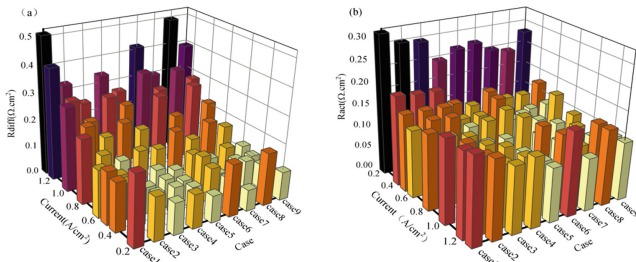 (a)
0.5
0.4
0.3
0.2
0.1
0.0
Rdiff(Ω.cm²)
1.2
1.0
0.8
0.6
0.4
0.2
Current(A/cm²)
case1
case2
case3
case4
case5
case6
case7
case8
case9
Case
(b)
0.30
0.25
0.20
0.15
0.10
0.05
0.00
Ract(Ω.cm²)
0.2
0.4
0.6
0.8
1.0
1.2
Current（A/cm²）
case2
case3
case4
case5
case6
case7
case8
Case